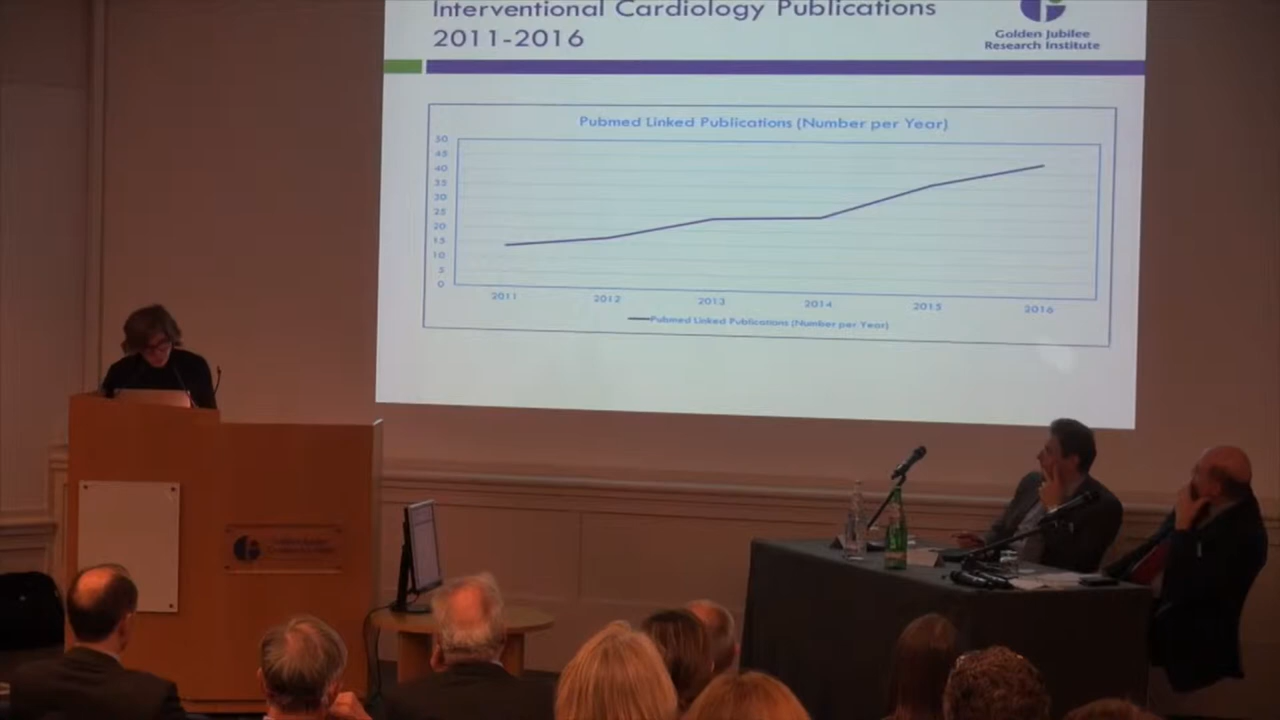 Interventional Cardiology Publications
2011-2016
Golden Jubilee
Research Institute
Pubmed Linked Publications (Number per Year)
50
45
40
35
30
25
20
15
10
5
0
2011 2012 2013 2014 2015 2016
Pubmed Linked Publications (Number per Year)